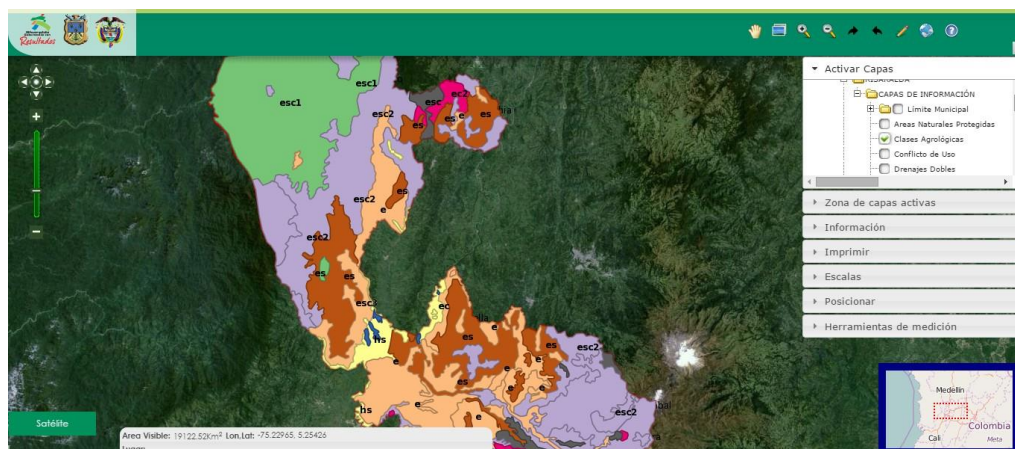 Resultados
Activar Capas
CAPAS DE INFORMACIÓN
Límite Municipal
Areas Naturales Protegidas
Clases Agrológicas
Conflicto de Uso
Drenajes Dobles
Zona de capas activas
Información
Imprimir
Escalas
Posicionar
Herramientas de medición
esc1
esc1
esc
ec2
esc2
es
es
e
es
es
esc2
e
esc2
es
es
esc2
ec
hs
e
es
es
esc2
e
e
es
e
e
hs
e
e
esc2
Medellín
Colombia
Cali
Meta
Satélite
Area Visible: 19122.52Km² Lon,Lat: -75.22965, 5.25426